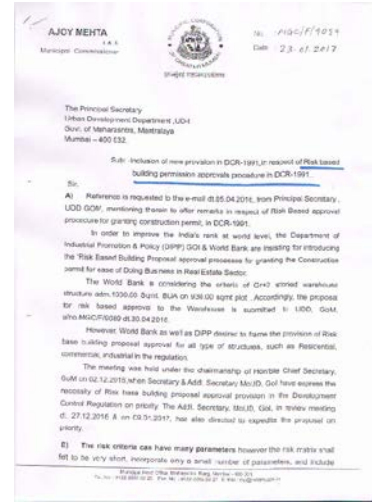 AJOY MEHTA
I.A.S.
Municipal Commissioner
MUNICIPAL CORPORATION
OF GREATER MUMBAI
No. MGC/F/9089
Date 23.01.2017
The Principal Secretary
Urban Development Department ,UD-I
Govt. of Maharashtra, Mantralaya
Mumbai – 400 032.
Sub: Inclusion of new provision in DCR-1991,in respect of Risk based
building permission approvals procedure in DCR-1991.
Sir,
A) Reference is requested to the e-mail dt.05.04.2016, from Principal Secretary,
UDD GOM, mentioning therein to offer remarks in respect of Risk Based approval
procedure for granting construction permit, in DCR-1991.
In order to improve the India's rank at world level, the Department of
Industrial Promotion & Policy (DIPP) GOI & World Bank are insisting for introducing
the 'Risk Based Building Proposal approval processes for granting the Construction
permit for ease of Doing Business in Real Estate Sector.
The World Bank is considering the criteria of G+2 storied warehouse
structure adm. Sqmt. BUA on sqmt plot. Accordingly, the proposal
for risk based approval to the Warehouse is submitted to UDD, GoM,
dt.30.04.2016.
However, World Bank as well as DIPP desires to frame the provision of Risk
base building proposal approval for all type of structures, such as Residential,
commercial, industrial in the regulation.
The meeting was held under the chairmanship of Honble Chief Secretary,
GoM on 02.12.2016,when Secretary & Addl. Secretary MoUD, GoI have express the
necessity of Risk base building proposal approval provision in the Development
Control Regulation on priority. The Addl. Secretary, MoUD, GoI, in review meeting
dt. 27.12.2016 & on 09.01.2017, has also directed to expedite the proposal on
priority.
B) The risk criteria can have many parameters however the risk matrix shall
felt to be very short, incorporate only a small number of parameters, and include